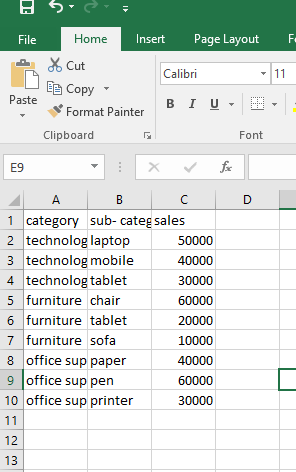 File Home Insert Page Layout
Cut
Copy
Paste
Format Painter
Clipboard
Calibri 11
B I U
Font
E9 fx
A B C D
1 category sub- categ sales
2 technolog laptop 50000
3 technolog mobile 40000
4 technolog tablet 30000
5 furniture chair 60000
6 furniture tablet 20000
7 furniture sofa 10000
8 office sup paper 40000
9 office sup pen 60000
10 office sup printer 30000
11
12
13